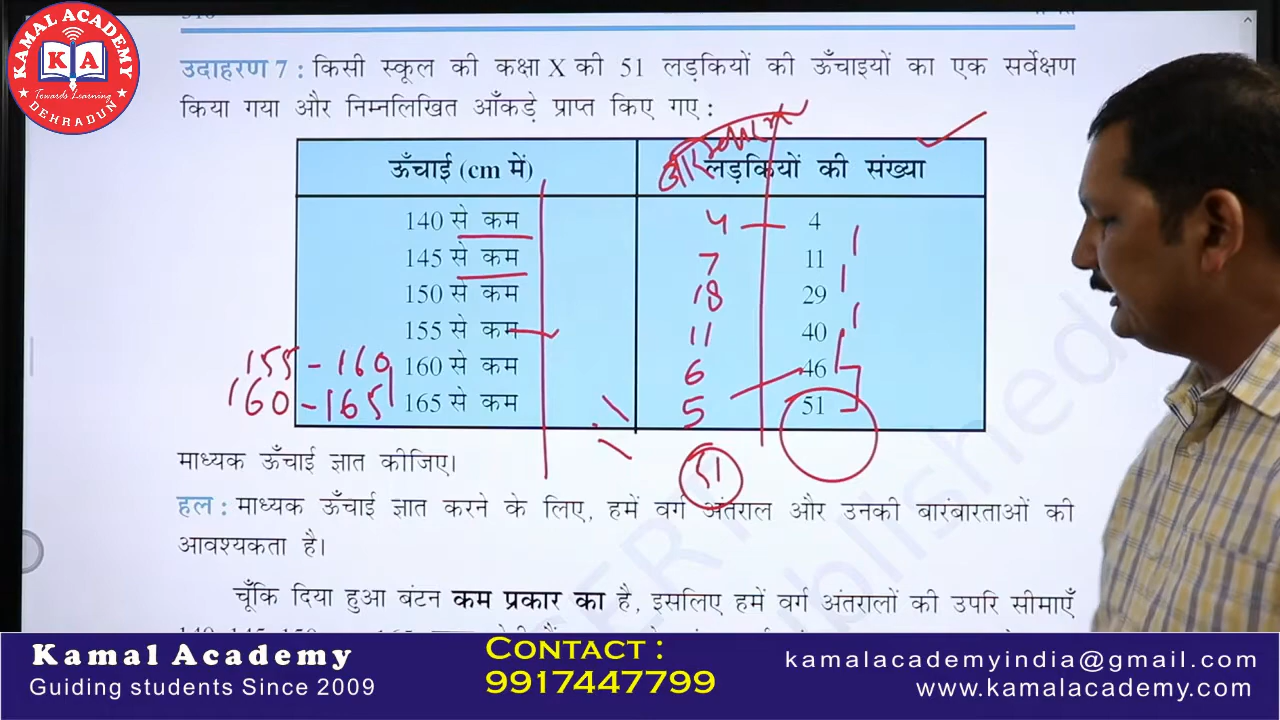 KAMAL ACADEMY
K A
Towards Learning
DEHRADUN
उदाहरण 7 : किसी स्कूल की कक्षा X की 51 लड़कियों की ऊँचाइयों का एक सर्वेक्षण
किया गया और निम्नलिखित आँकड़े प्राप्त किए गए :
ऊँचाई (cm में) लड़कियों की संख्या
140 से कम 4 4
145 से कम 7 11
150 से कम 18 29
155 से कम 11 40
155 - 160 160 से कम 6 46
160 - 165 165 से कम 5 51
51
माध्यक ऊँचाई ज्ञात कीजिए।
हल : माध्यक ऊँचाई ज्ञात करने के लिए, हमें वर्ग अंतराल और उनकी बारंबारताओं की
आवश्यकता है।
चूँकि दिया हुआ बंटन कम प्रकार का है, इसलिए हमें वर्ग अंतरालों की उपरि सीमाएँ
Kamal Academy
Guiding students Since 2009
CONTACT :
9917447799
kamalacademyindia@gmail.com
www.kamalacademy.com